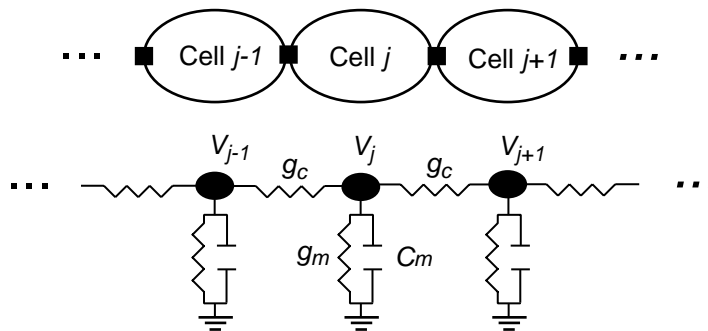 ... Cell j-1 Cell j Cell j+1 ...
V_{j-1} V_j V_{j+1}
... g_c g_c ..
g_m C_m